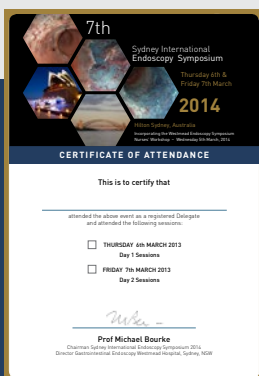 7th
Sydney International
Endoscopy Symposium
Thursday 6th &
Friday 7th March
2014
Hilton Sydney, Australia
Incorporating the Westmead Endoscopy Symposium
Nurses' Workshop – Wednesday 5th March, 2014
CERTIFICATE OF ATTENDANCE
This is to certify that
attended the above event as a registered Delegate
and attended the following sessions:
THURSDAY 6th MARCH 2013
Day 1 Sessions
FRIDAY 7th MARCH 2013
Day 2 Sessions
Prof Michael Bourke
Chairman Sydney International Endoscopy Symposium 2014
Director Gastrointestinal Endoscopy Westmead Hospital, Sydney, NSW